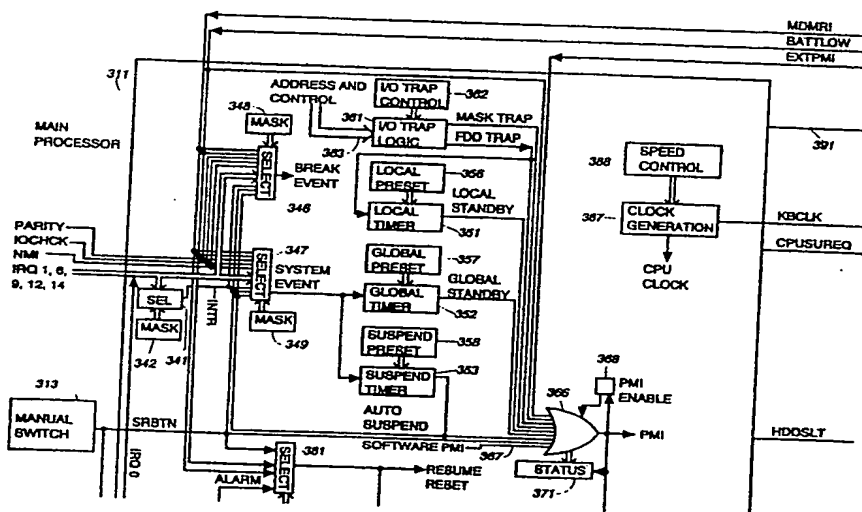 MDMRI
BATTLOW
EXTPMI
311
ADDRESS AND
CONTROL
I/O TRAP
CONTROL
362
348
MASK
361
MASK TRAP
I/O TRAP
LOGIC
FDD TRAP
363
MAIN
PROCESSOR
SELECT
BREAK
EVENT
346
LOCAL
PRESET
356
LOCAL
STANDBY
LOCAL
TIMER
351
391
SPEED
CONTROL
388
387
CLOCK
GENERATION
KBCLK
CPUSUREQ
CPU
CLOCK
PARITY
IOCHCK
NMI
IRQ 1, 6,
9, 12, 14
347
SELECT
SYSTEM
EVENT
GLOBAL
PRESET
357
GLOBAL
STANDBY
GLOBAL
TIMER
352
SEL
MASK
342
341
INTR
MASK
349
SUSPEND
PRESET
358
SUSPEND
TIMER
353
368
PMI
ENABLE
366
313
MANUAL
SWITCH
SRBTN
AUTO
SUSPEND
SOFTWARE PMI
367
PMI
HDDSLT
IRQ 0
SELECT
381
ALARM
RESUME
RESET
STATUS
371